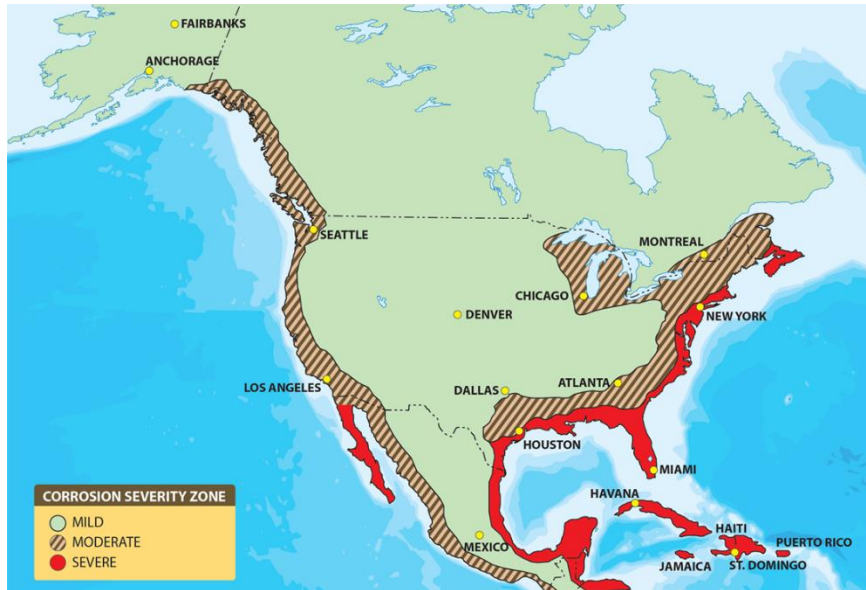 FAIRBANKS
ANCHORAGE
SEATTLE
MONTREAL
CHICAGO
NEW YORK
DENVER
LOS ANGELES
DALLAS
ATLANTA
HOUSTON
MIAMI
HAVANA
HAITI
PUERTO RICO
MEXICO
JAMAICA
ST. DOMINGO
CORROSION SEVERITY ZONE
MILD
MODERATE
SEVERE